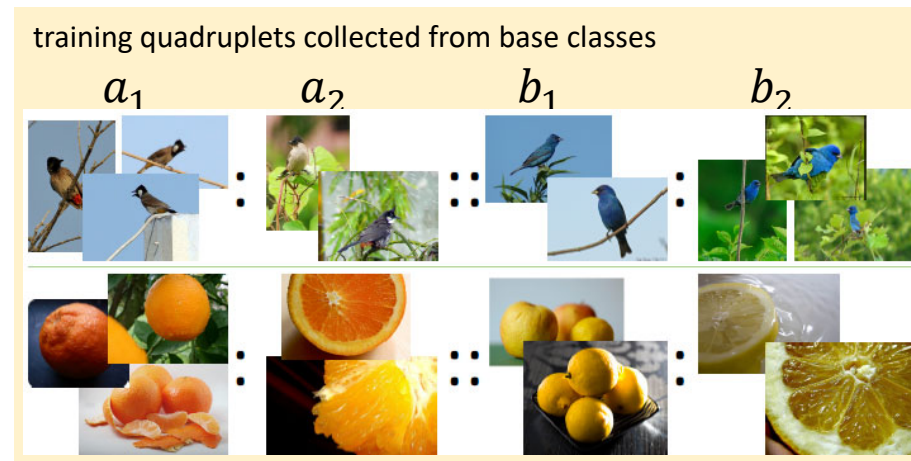 training quadruplets collected from base classes
a₁ a₂ b₁ b₂
: :: :
: :: :